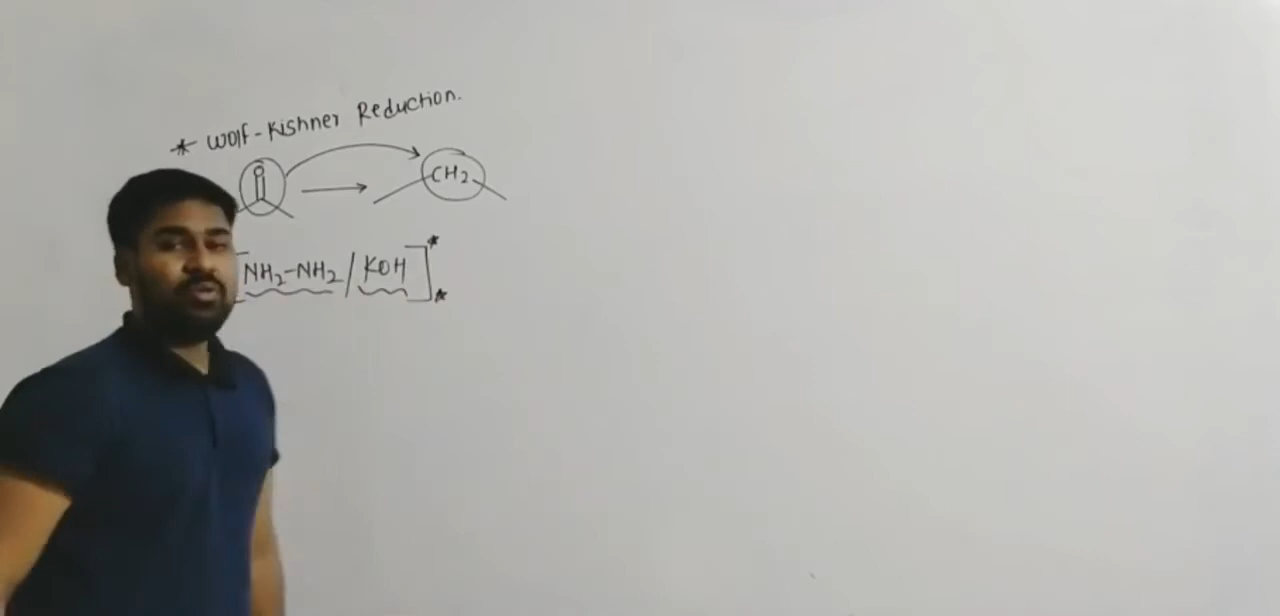 * Wolf-Kishner Reduction.
O → CH2
[NH2-NH2/KOH]**